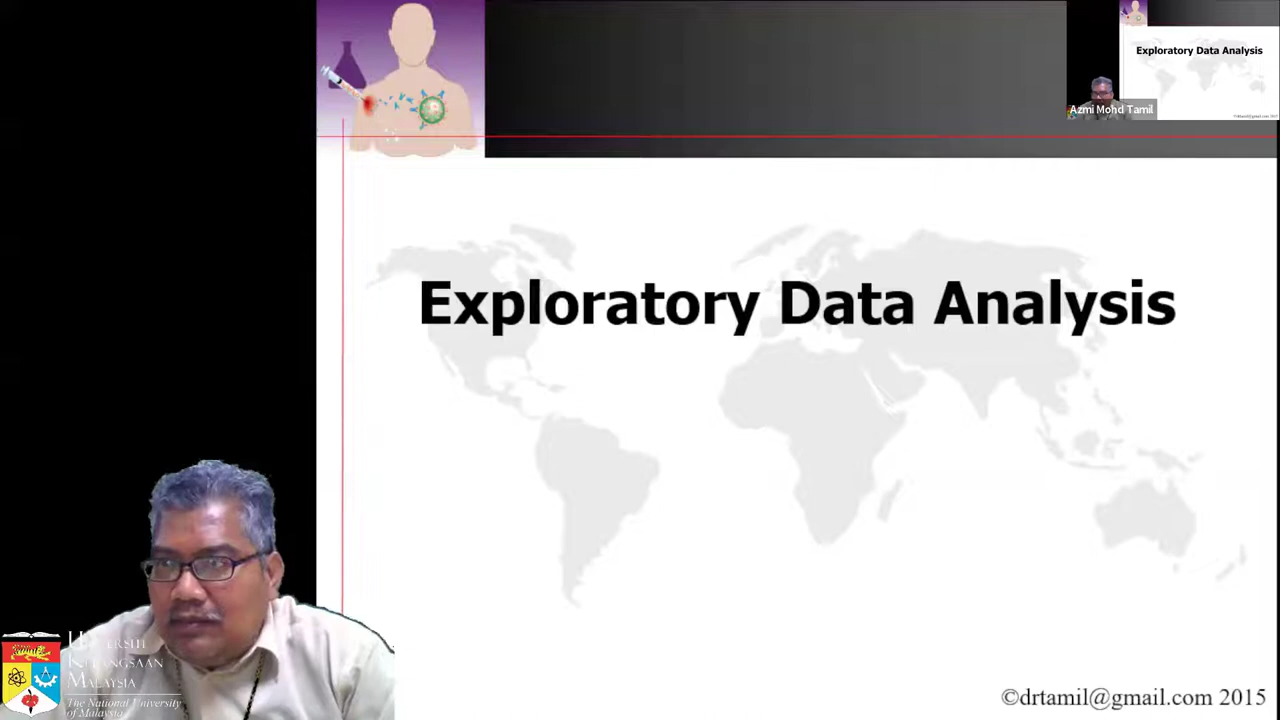 Exploratory Data Analysis
Azmi Mohd Tamil
Exploratory Data Analysis
UNIVERSITI
KEBANGSAAN
MALAYSIA
The National University
of Malaysia
©drtamil@gmail.com 2015